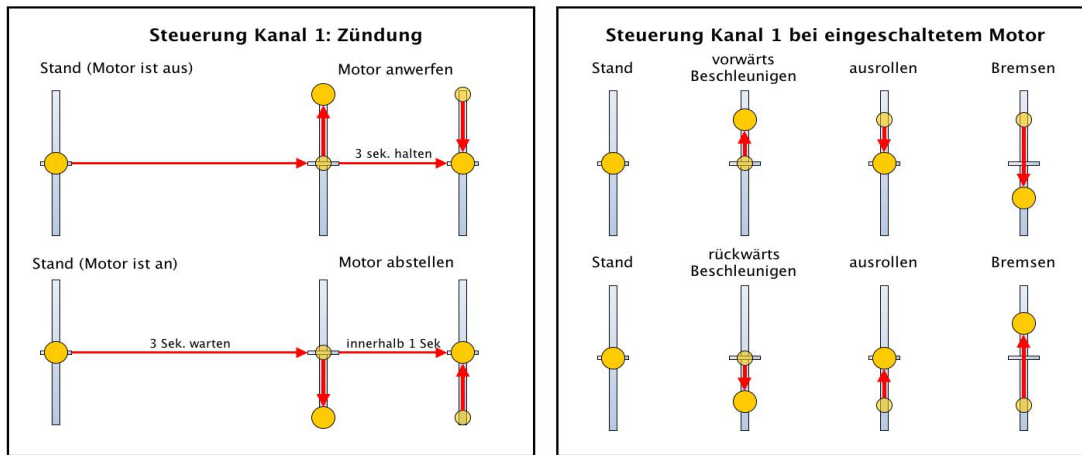 Steuerung Kanal 1: Zündung
Stand (Motor ist aus)
Motor anwerfen
3 sek. halten
Stand (Motor ist an)
Motor abstellen
3 Sek. warten
innerhalb 1 Sek
Steuerung Kanal 1 bei eingeschaltetem Motor
Stand
vorwärts
Beschleunigen
ausrollen
Bremsen
Stand
rückwärts
Beschleunigen
ausrollen
Bremsen